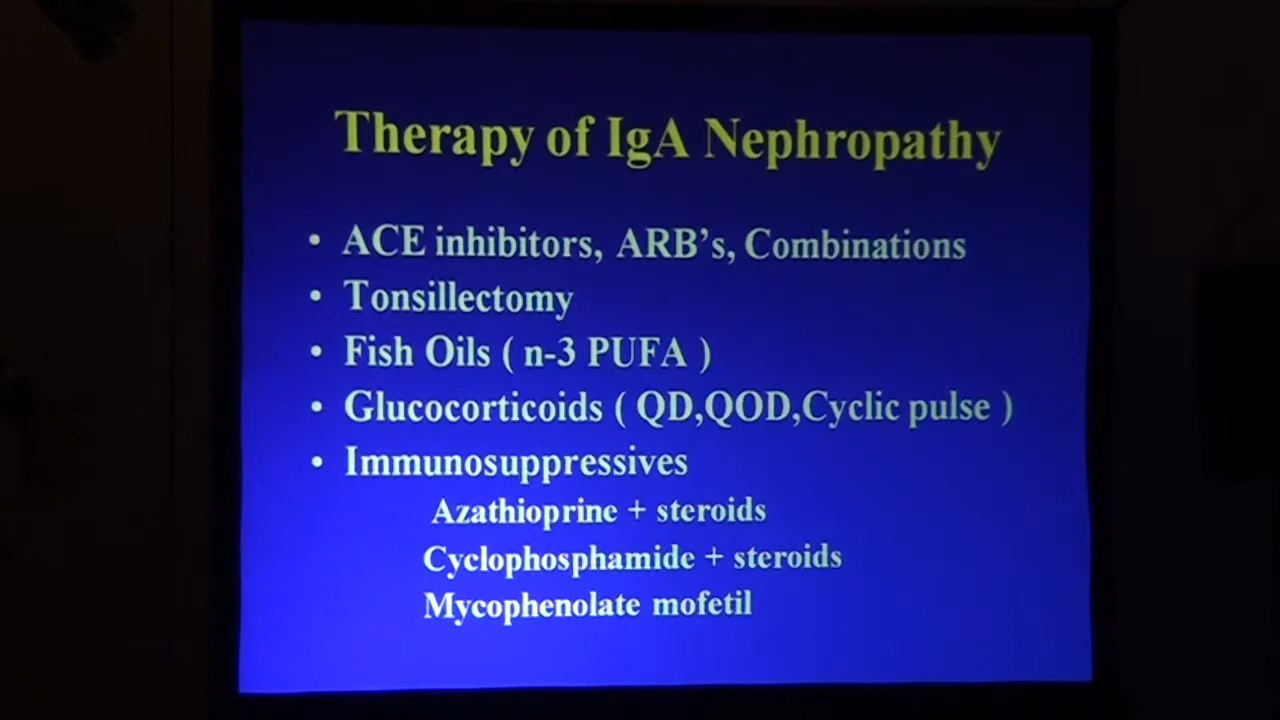 Therapy of IgA Nephropathy
• ACE inhibitors, ARB’s, Combinations
• Tonsillectomy
• Fish Oils ( n-3 PUFA )
• Glucocorticoids ( QD,QOD,Cyclic pulse )
• Immunosuppressives
Azathioprine + steroids
Cyclophosphamide + steroids
Mycophenolate mofetil